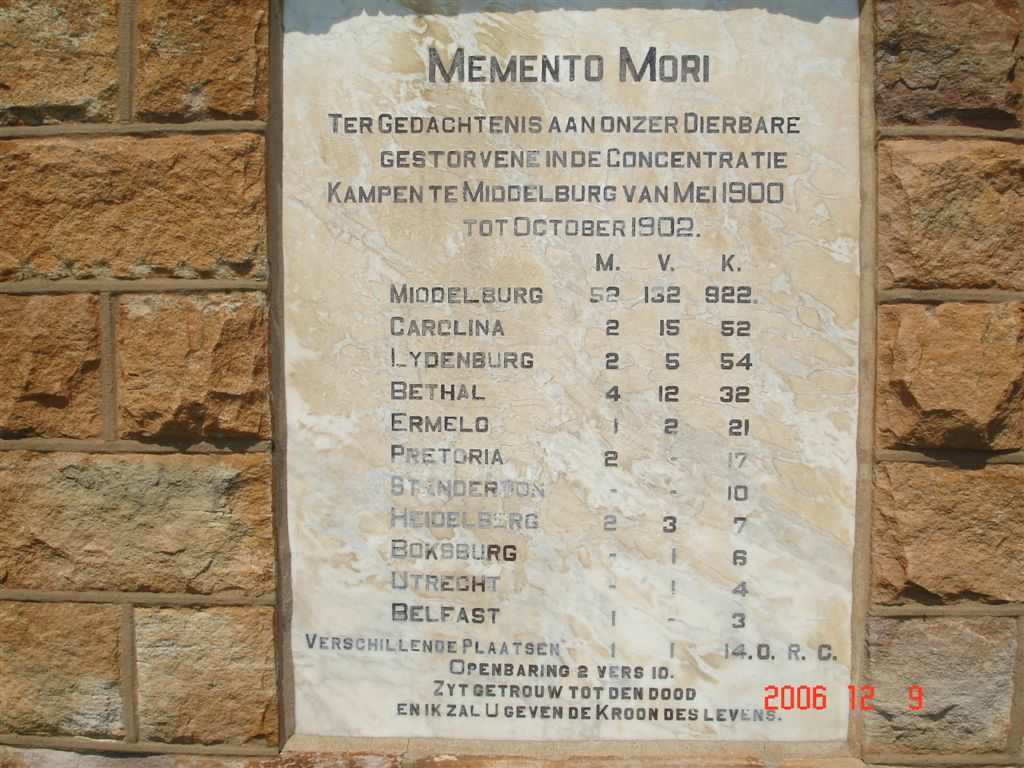 MEMENTO MORI
TER GEDACHTENIS AAN ONZER DIERBARE
GESTORVENE IN DE CONCENTRATIE
KAMPEN TE MIDDELBURG VAN MEI 1900
TOT OCTOBER 1902.
M. V. K.
MIDDELBURG 52 132 922.
CAROLINA 2 15 52
LYDENBURG 2 5 54
BETHAL 4 12 32
ERMELO 1 2 21
PRETORIA 2 - 17
STANDERTON - - 10
HEIDELBERG 2 3 7
BOKSBURG - 1 6
UTRECHT - 1 4
BELFAST 1 - 3
VERSCHILLENDE PLAATSEN 1 1 14. O. R. C.
OPENBARING 2 VERS 10.
ZYT GETROUW TOT DEN DOOD
EN IK ZAL U GEVEN DE KROON DES LEVENS.
2006 12 9